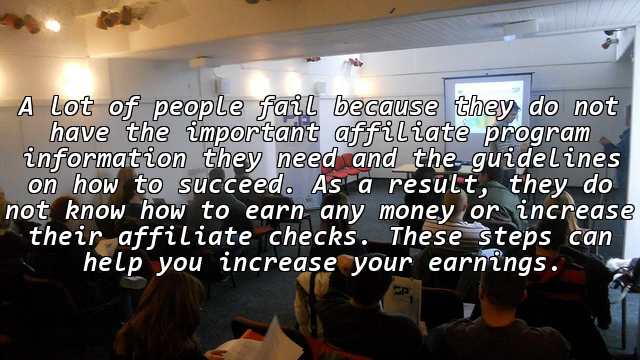 A lot of people fail because they do not
have the important affiliate program
information they need and the guidelines
on how to succeed. As a result, they do
not know how to earn any money or increase
their affiliate checks. These steps can
help you increase your earnings.